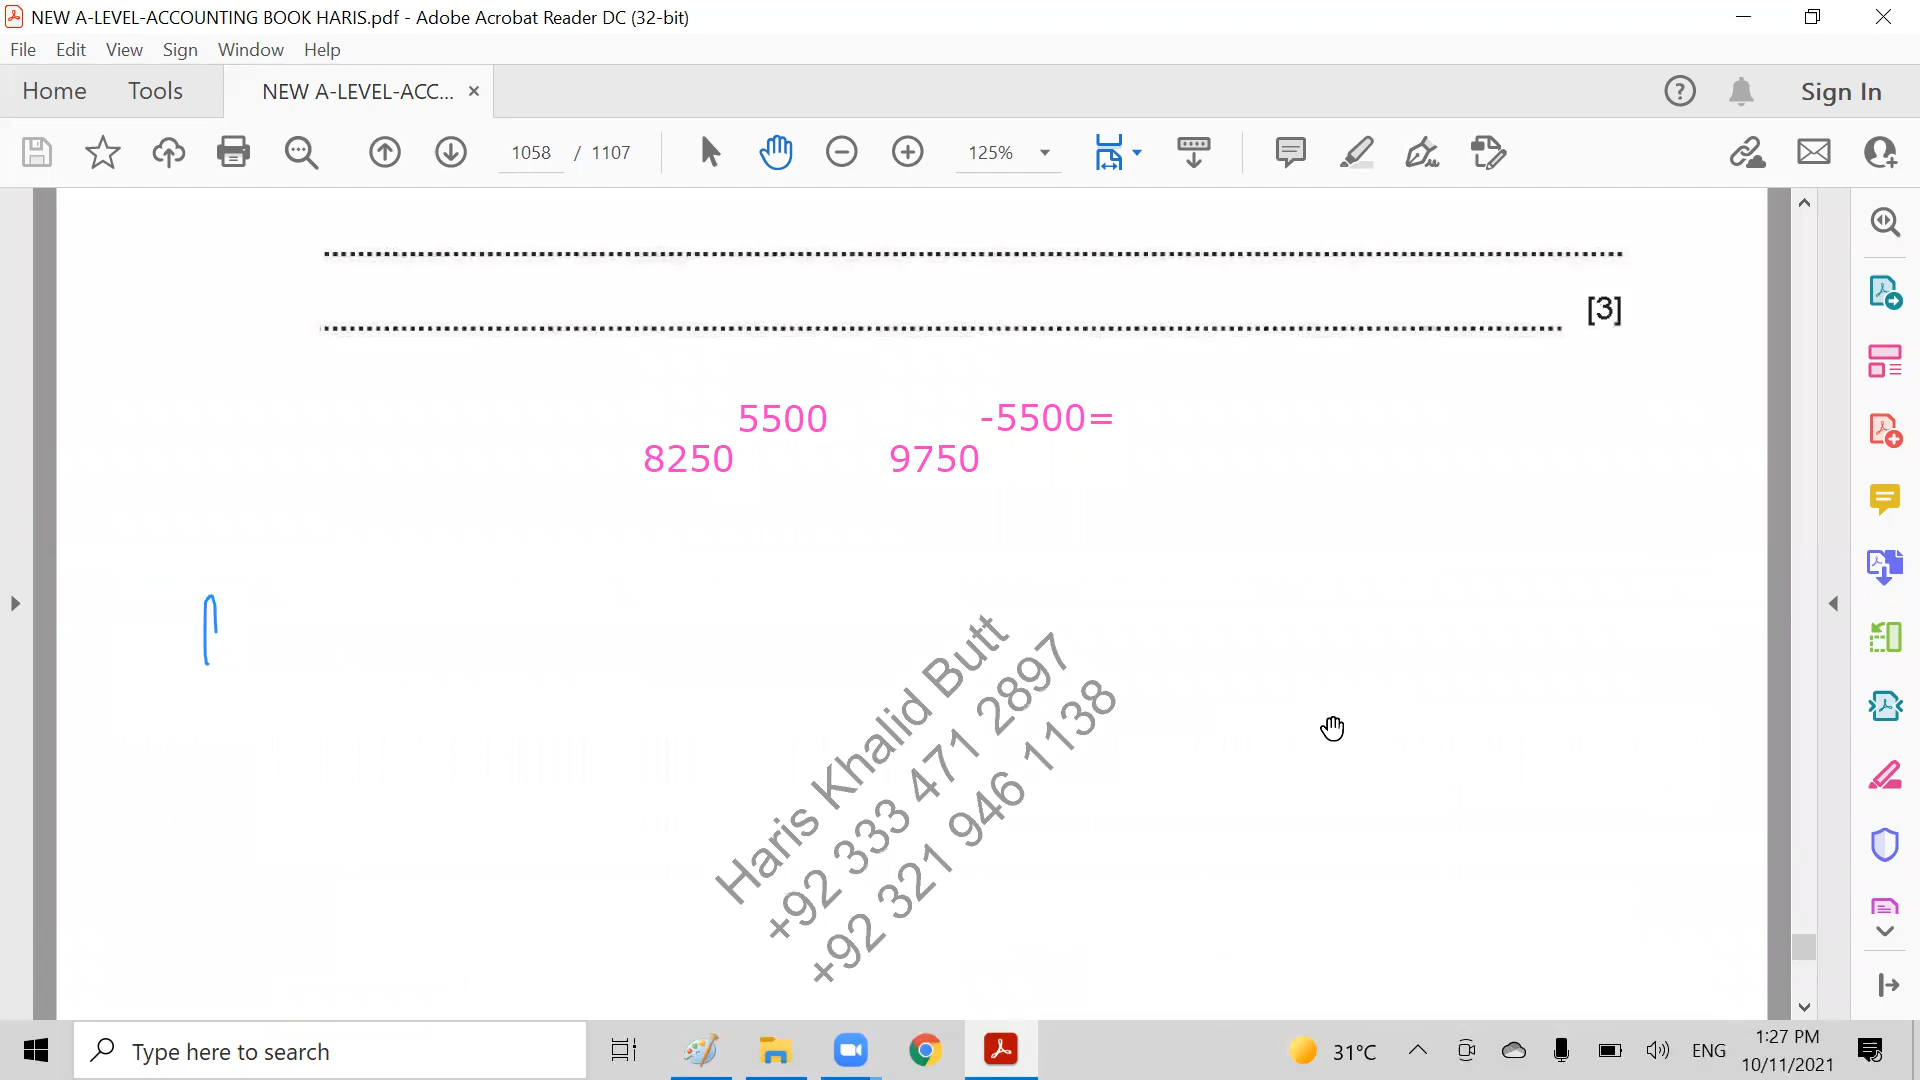 NEW A-LEVEL-ACCOUNTING BOOK HARIS.pdf - Adobe Acrobat Reader DC (32-bit)
File Edit View Sign Window Help
Home Tools NEW A-LEVEL-ACC... × Sign In
1058 / 1107 125%
[3]
5500 -5500=
8250 9750
Haris Khalid Butt
+92 333 471 2897
+92 321 946 1138
Type here to search 31°C ENG 1:27 PM
10/11/2021